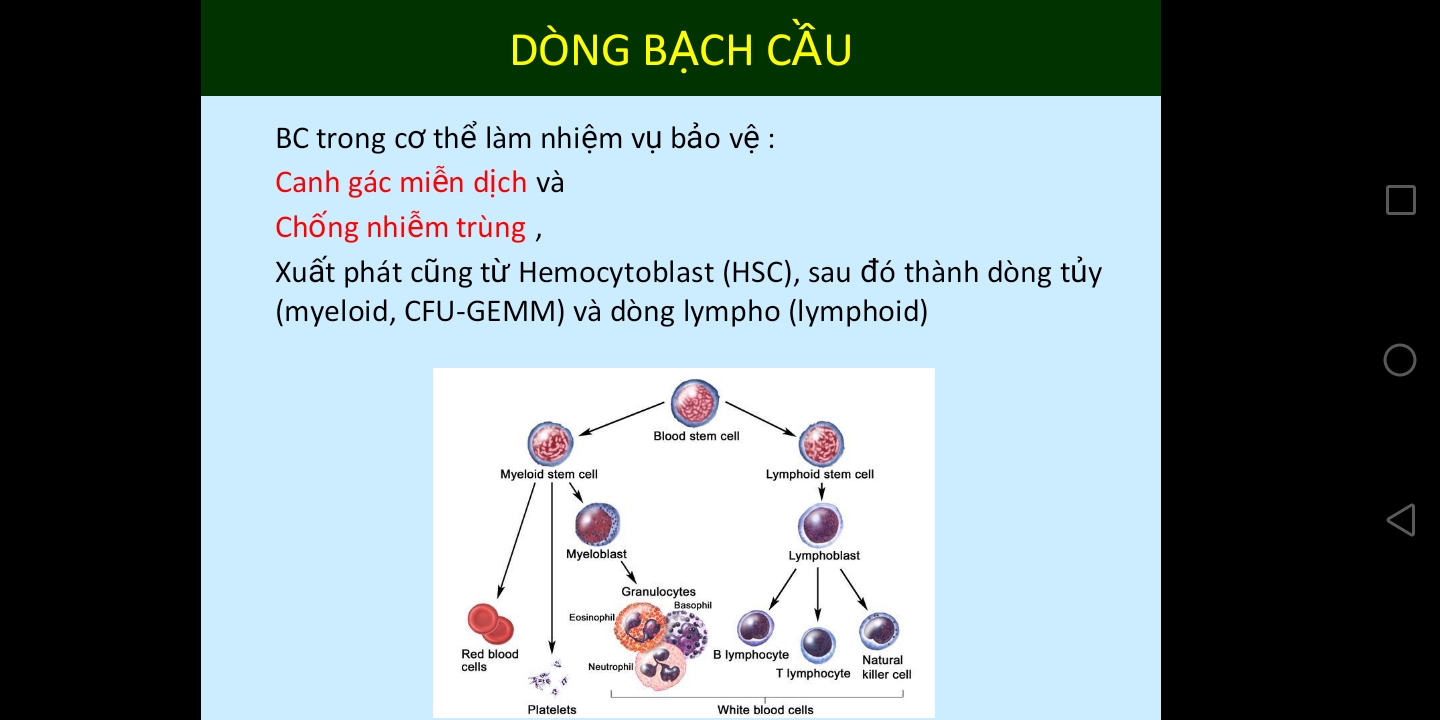 DÒNG BẠCH CẦU
BC trong cơ thể làm nhiệm vụ bảo vệ :
Canh gác miễn dịch và
Chống nhiễm trùng ,
Xuất phát cũng từ Hemocytoblast (HSC), sau đó thành dòng tủy
(myeloid, CFU-GEMM) và dòng lympho (lymphoid)
Blood stem cell
Myeloid stem cell
Lymphoid stem cell
Myeloblast
Lymphoblast
Granulocytes
Basophil
Eosinophil
Neutrophil
Red blood
cells
Platelets
B lymphocyte
T lymphocyte
Natural
killer cell
White blood cells